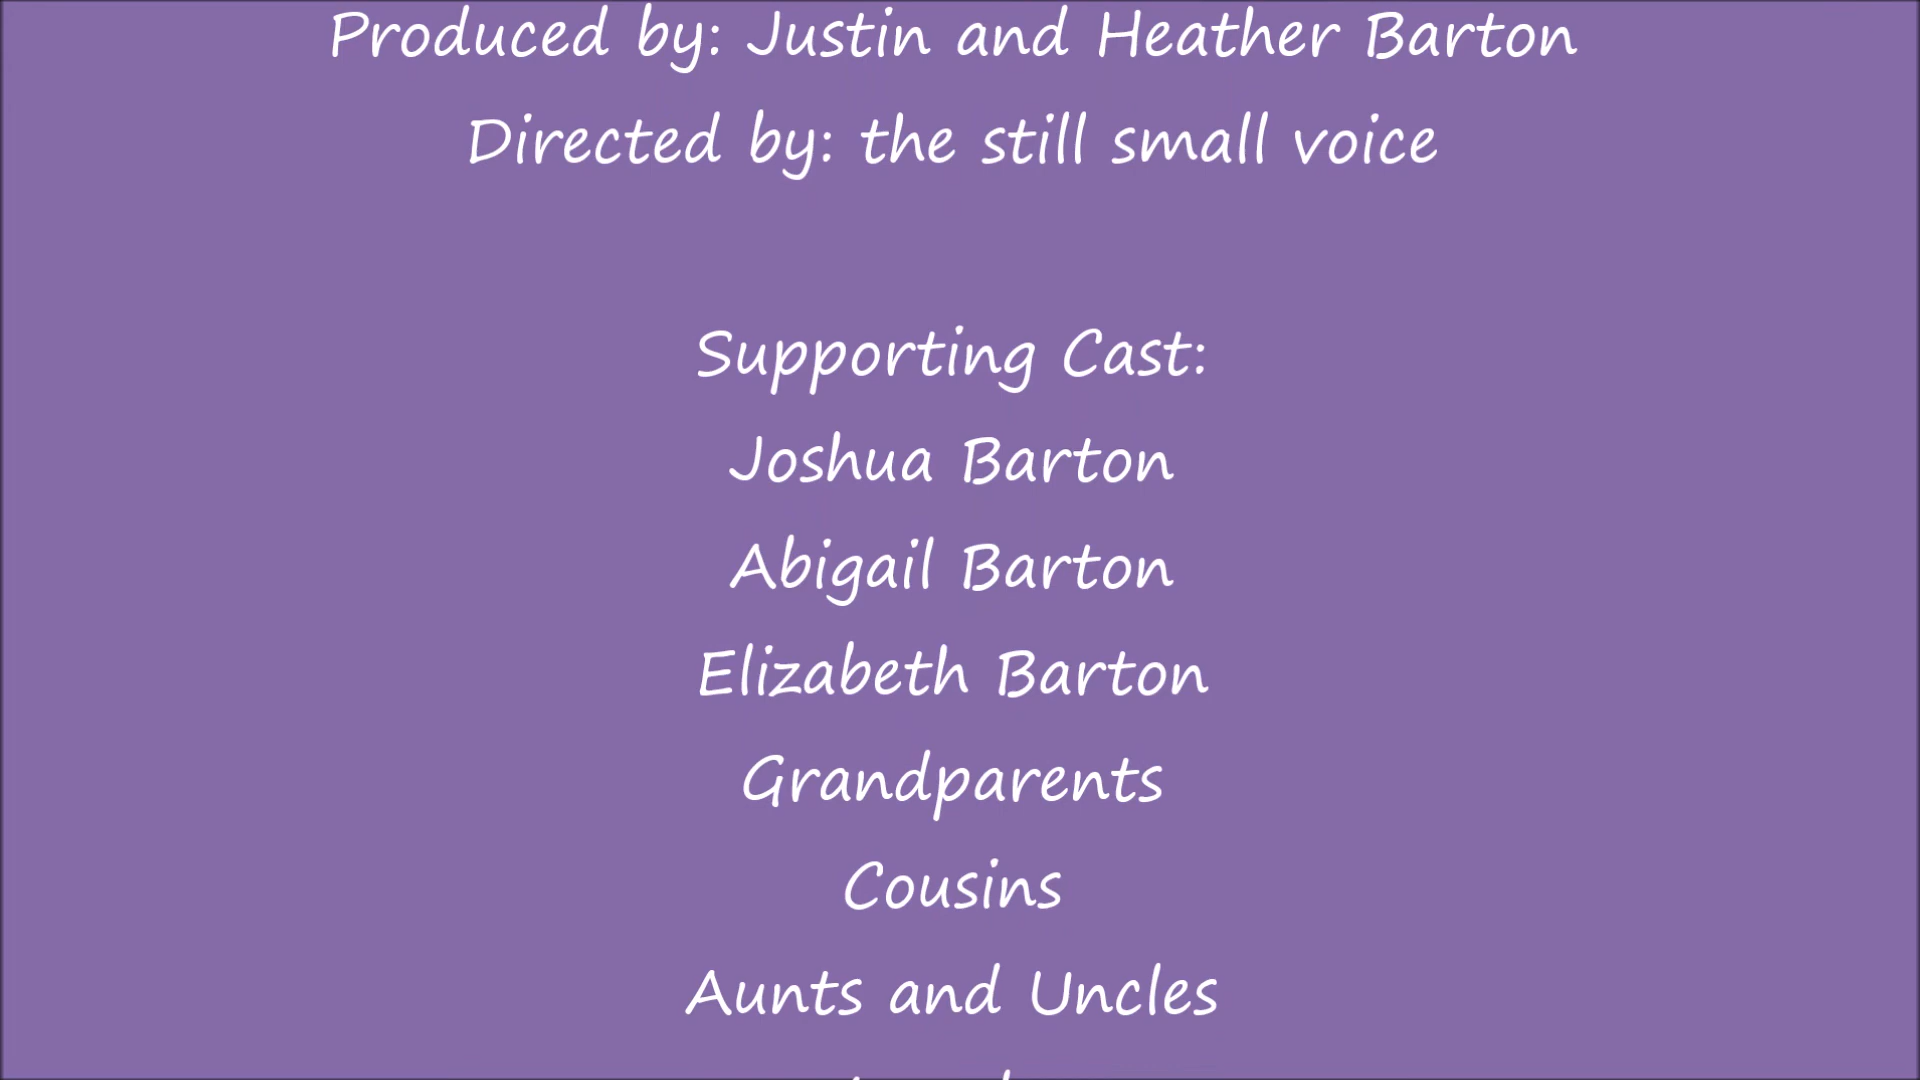 Produced by: Justin and Heather Barton
Directed by: the still small voice
Supporting Cast:
Joshua Barton
Abigail Barton
Elizabeth Barton
Grandparents
Cousins
Aunts and Uncles